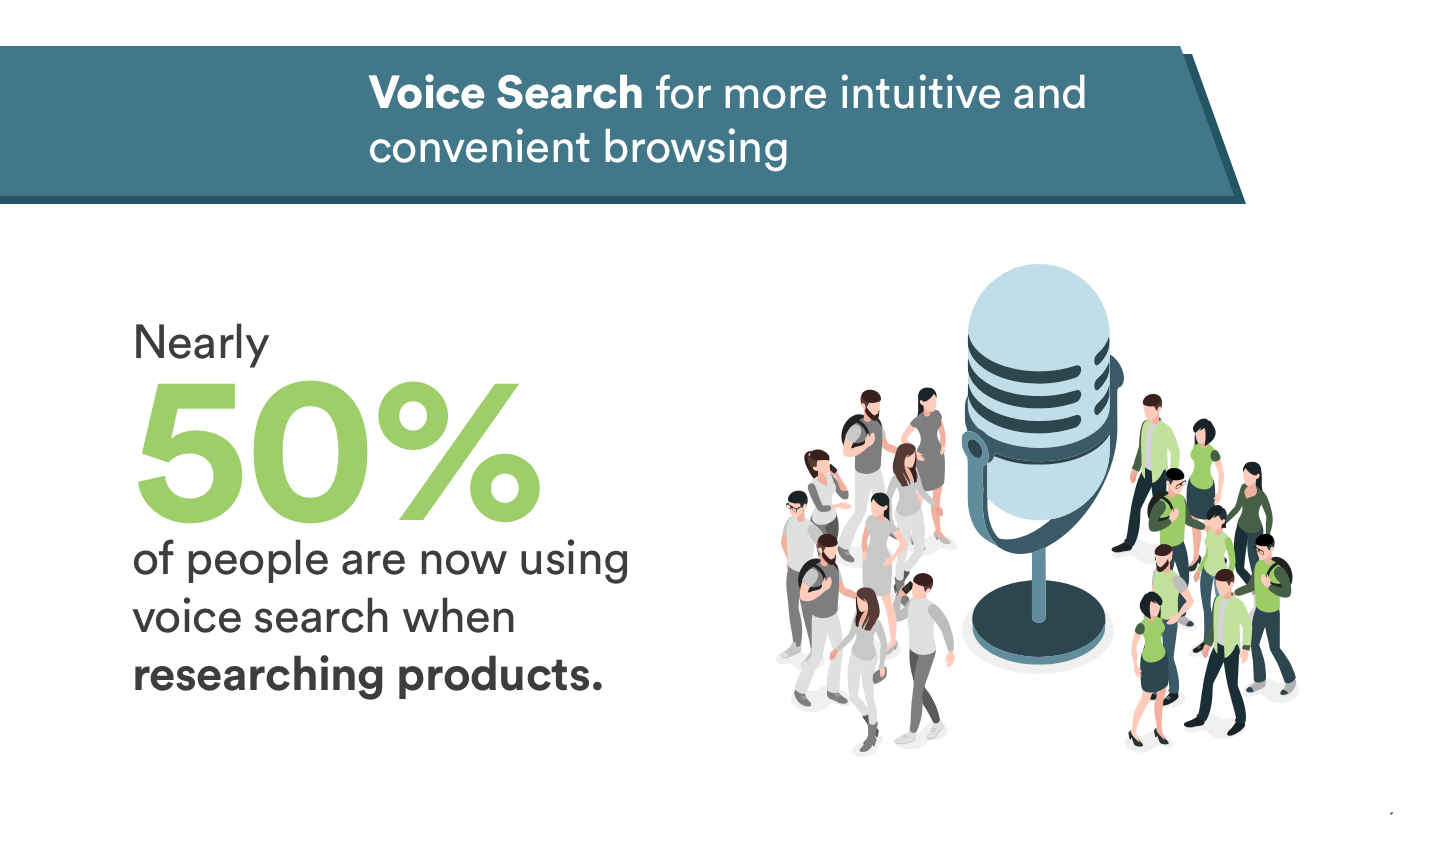 Voice Search for more intuitive and
convenient browsing
Nearly
50%
of people are now using
voice search when
researching products.